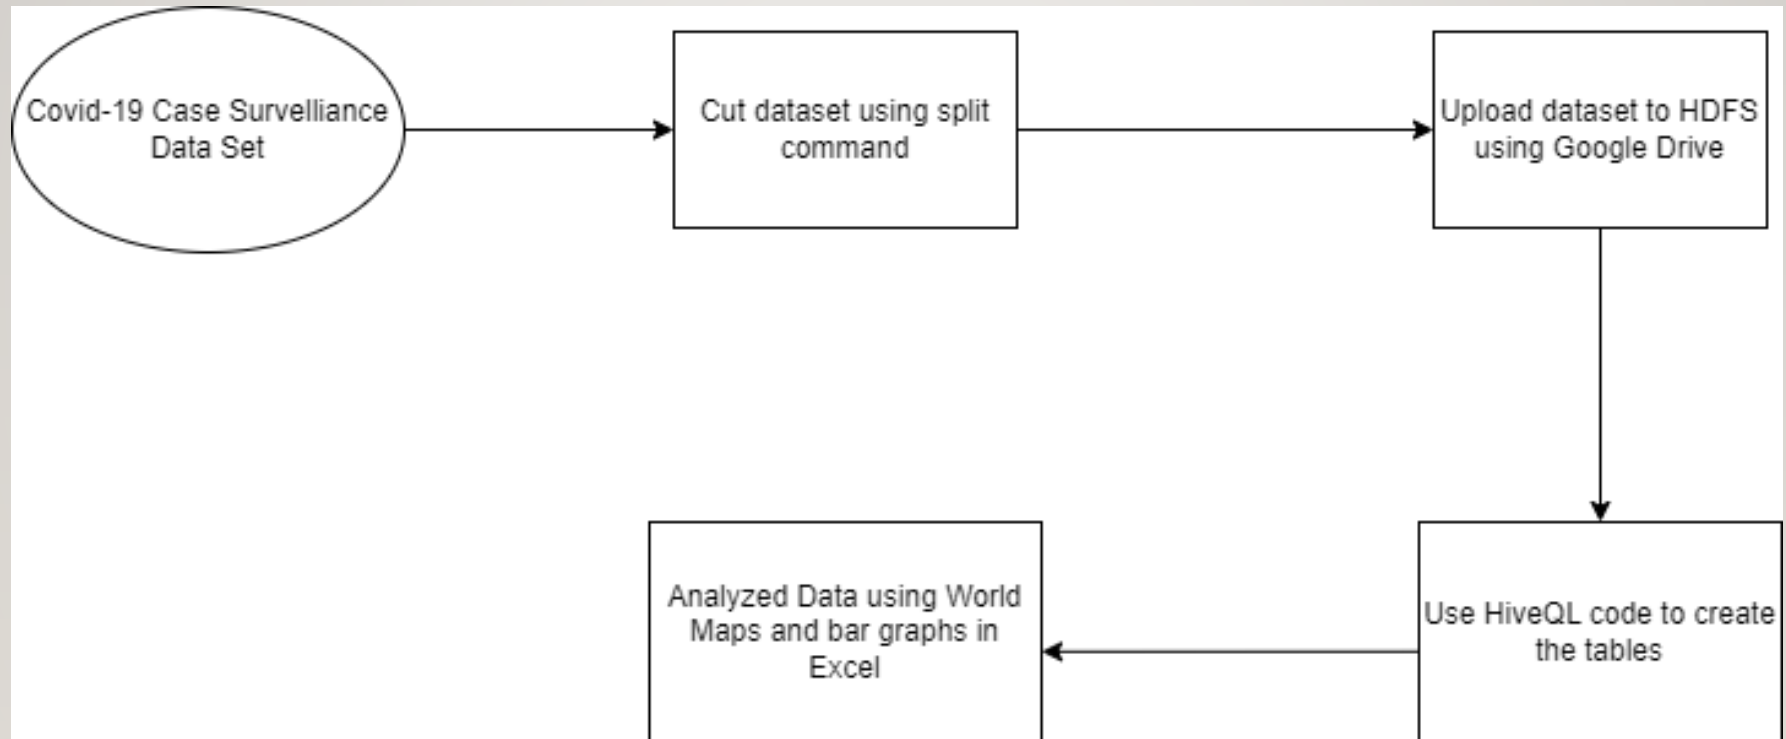 Covid-19 Case Survelliance
Data Set
Cut dataset using split
command
Upload dataset to HDFS
using Google Drive
Use HiveQL code to create
the tables
Analyzed Data using World
Maps and bar graphs in
Excel